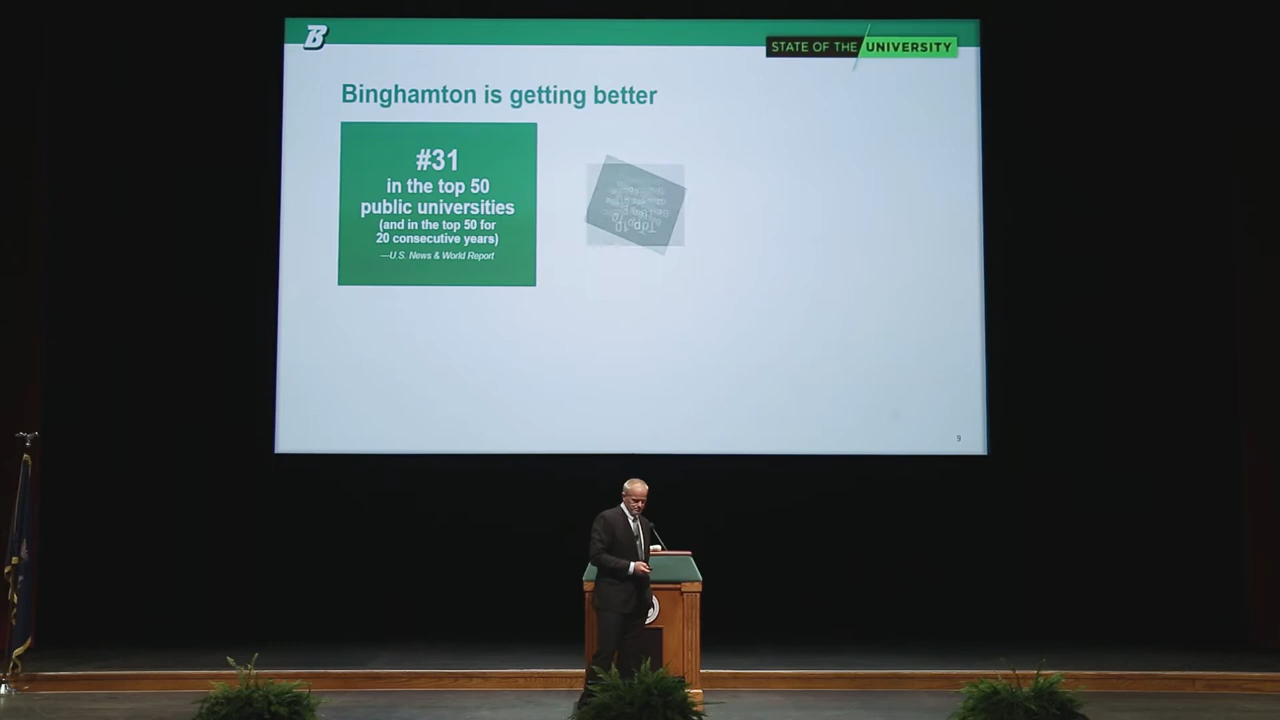 B
STATE OF THE UNIVERSITY
Binghamton is getting better
#31
in the top 50
public universities
(and in the top 50 for
20 consecutive years)
—U.S. News & World Report
9